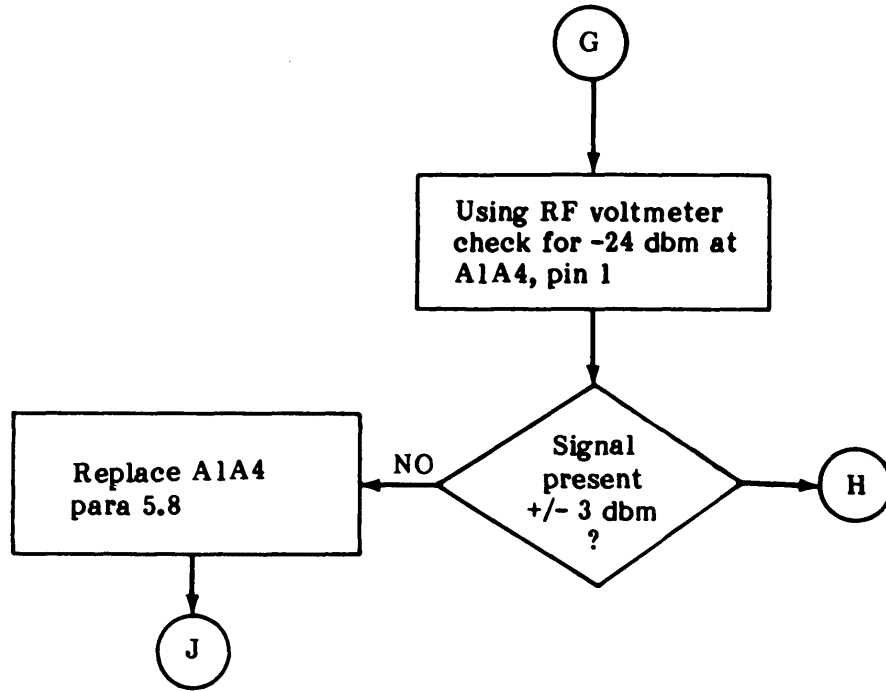 G
Using RF voltmeter
check for -24 dbm at
A1A4, pin 1
Signal
present
+/- 3 dbm
?
NO
H
Replace A1A4
para 5.8
J